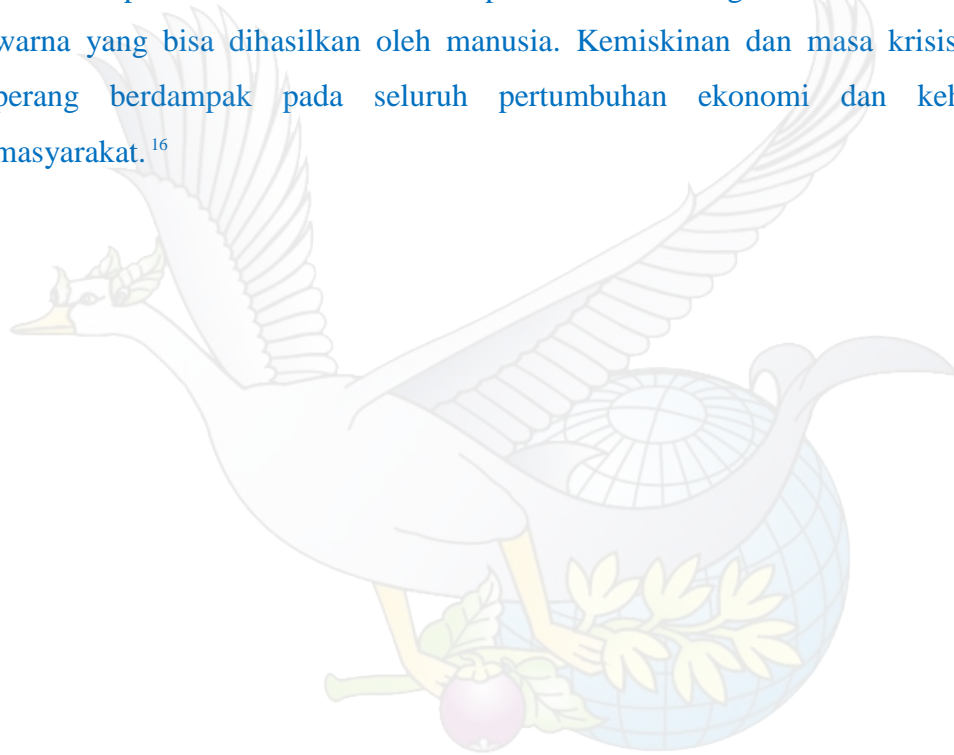 warna yang bisa dihasilkan oleh manusia. Kemiskinan dan masa krisis
perang berdampak pada seluruh pertumbuhan ekonomi dan keh
masyarakat. 16